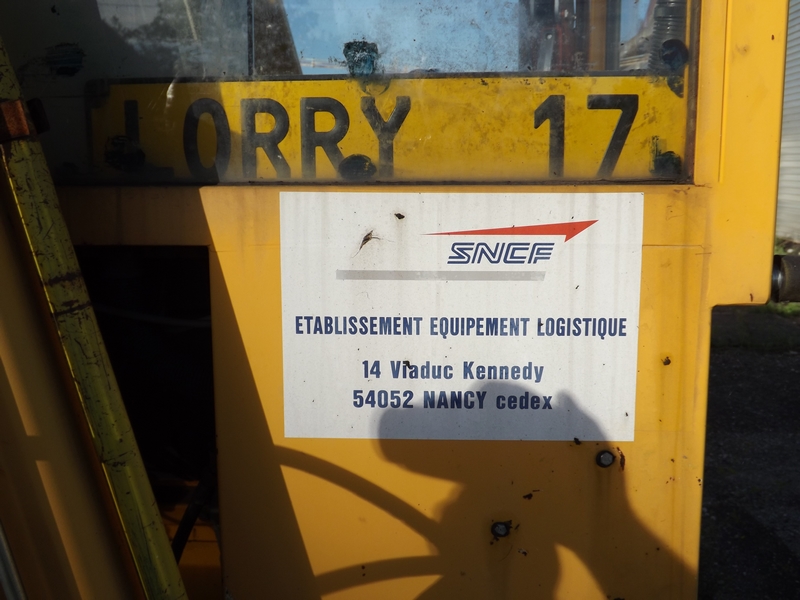 LORRY 17
SNCF
ETABLISSEMENT EQUIPEMENT LOGISTIQUE
14 Viaduc Kennedy
54052 NANCY cedex